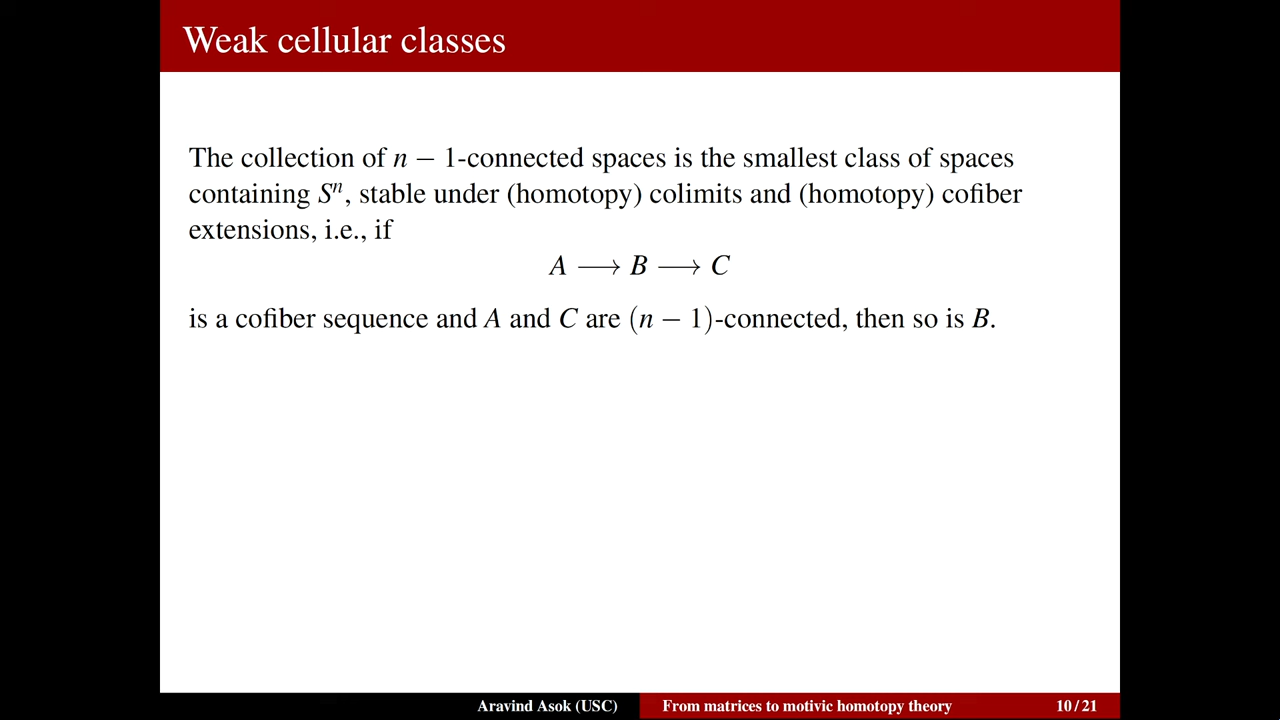 Weak cellular classes
The collection of n − 1-connected spaces is the smallest class of spaces
containing Sⁿ, stable under (homotopy) colimits and (homotopy) cofiber
extensions, i.e., if
A ⟶ B ⟶ C
is a cofiber sequence and A and C are (n − 1)-connected, then so is B.
Aravind Asok (USC) From matrices to motivic homotopy theory 10 / 21